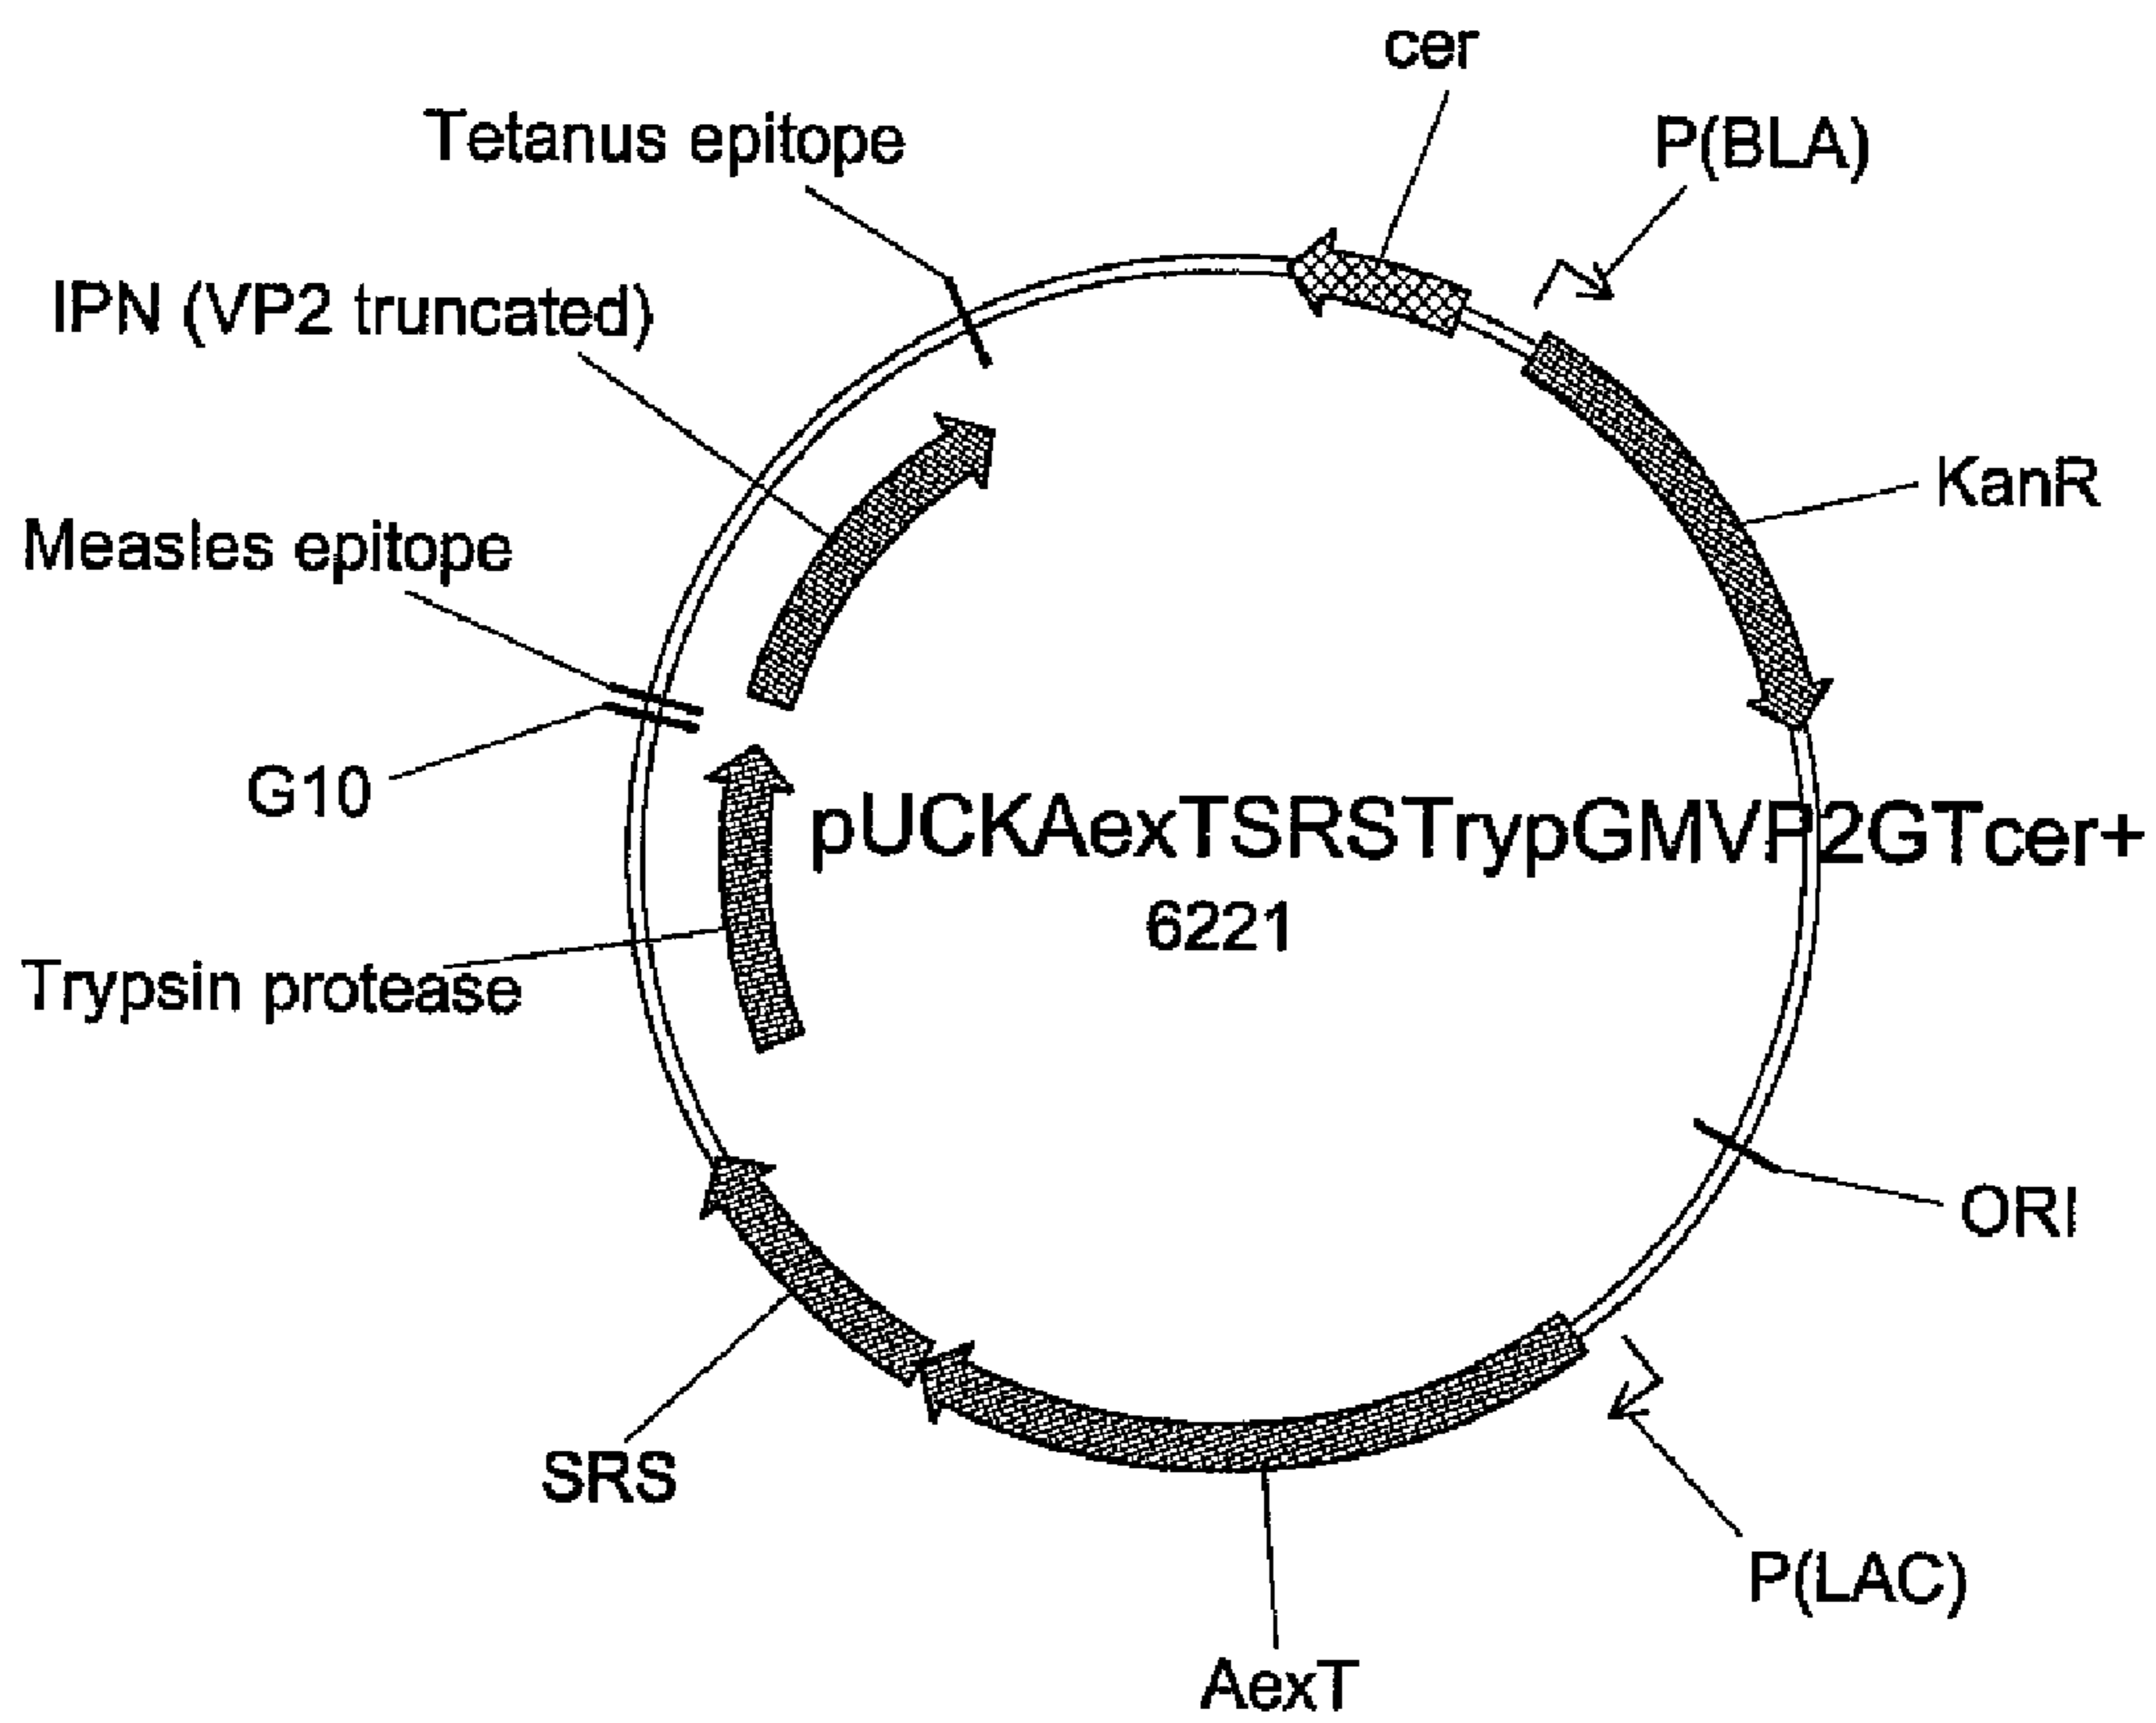 cer
P(BLA)
Tetanus epitope
IPN (VP2 truncated)
KanR
Measles epitope
G10
pUCKAexTSRSTrypGMVP2GTcer+
6221
Trypsin protease
ORI
SRS
P(LAC)
AexT